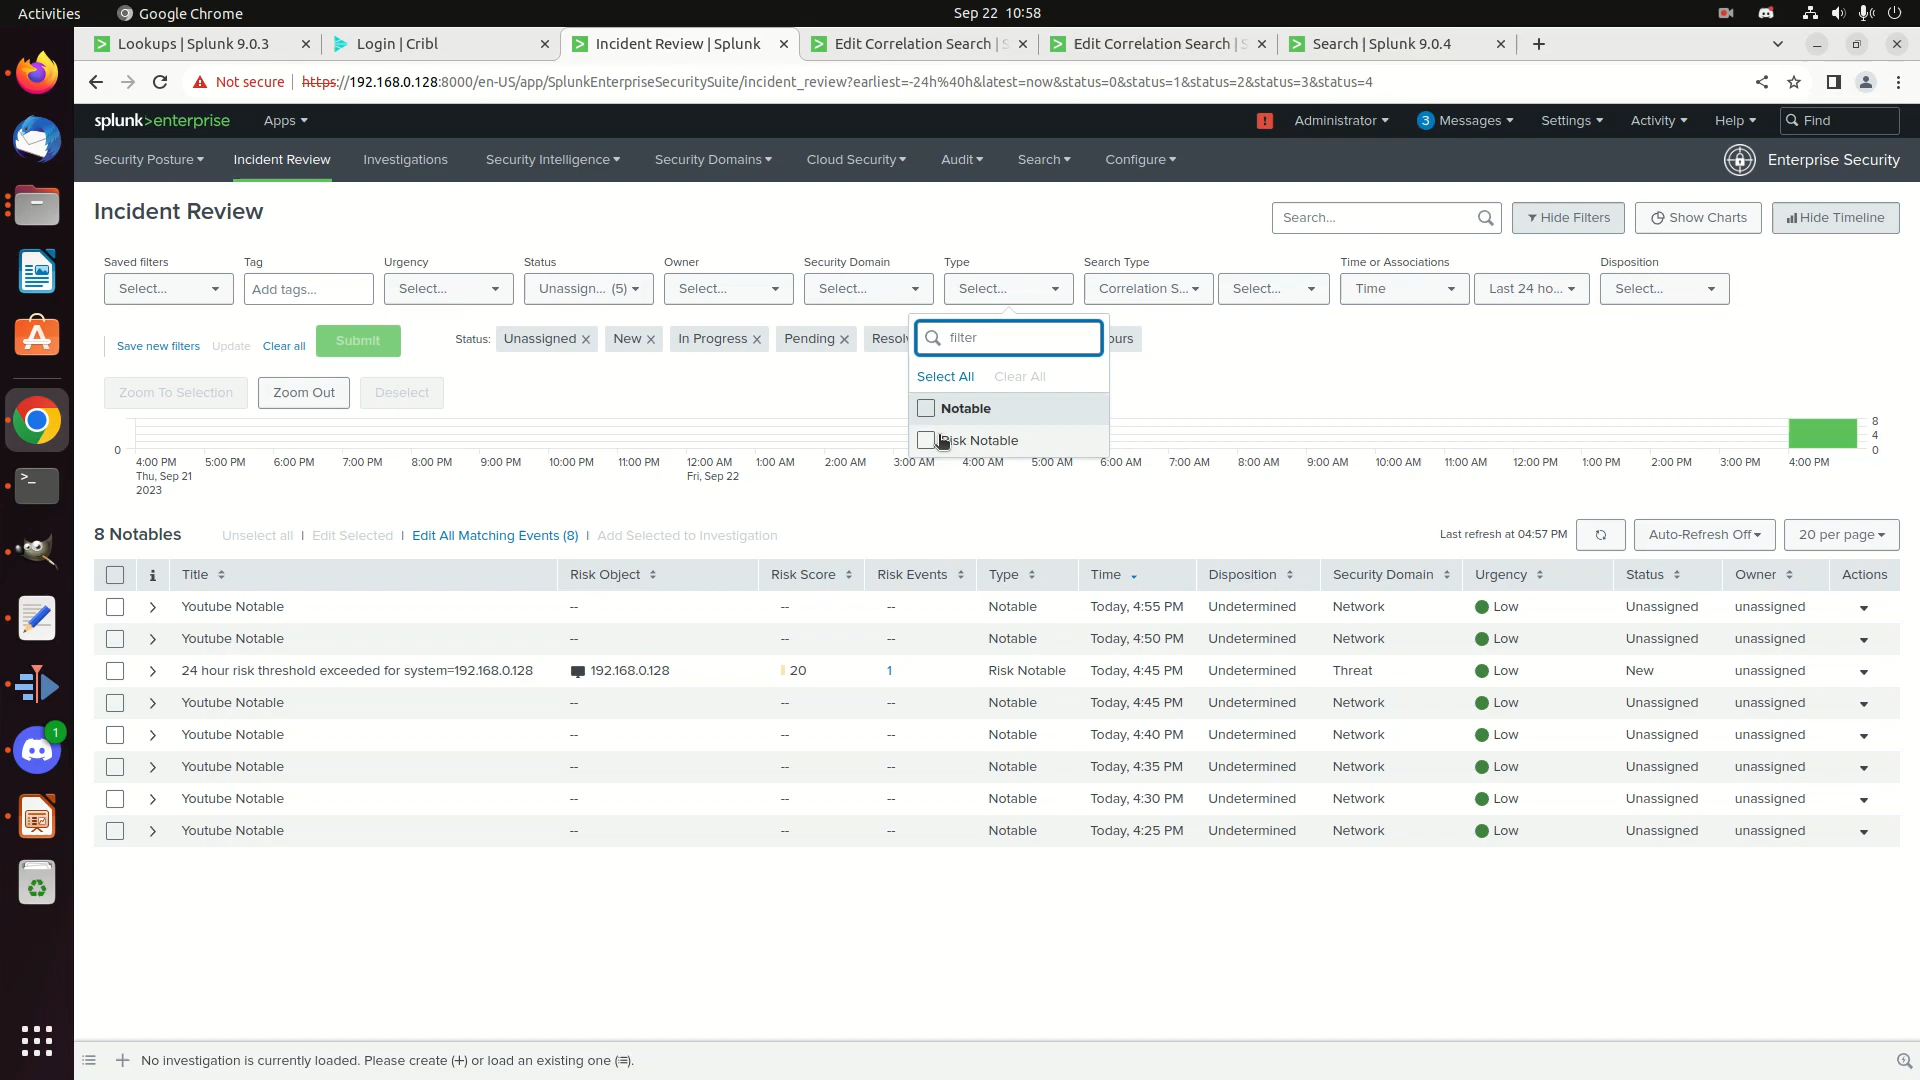 Activities
Google Chrome
Sep 22 10:58
Lookups | Splunk 9.0.3
Login | Cribl
Incident Review | Splunk
Edit Correlation Search |
Edit Correlation Search |
Search | Splunk 9.0.4
Not secure
https://192.168.0.128:8000/en-US/app/SplunkEnterpriseSecuritySuite/incident_review?earliest=-24h%40h&latest=now&status=0&status=1&status=2&status=3&status=4
splunk>enterprise Apps
! Administrator 3 Messages Settings Activity Help Find
Security Posture Incident Review Investigations Security Intelligence Security Domains Cloud Security Audit Search Configure Enterprise Security
Incident Review
Search... Hide Filters Show Charts Hide Timeline
Saved filters Tag Urgency Status Owner Security Domain Type Search Type Time or Associations Disposition
Select... Add tags... Select... Unassign... (5) Select... Select... Select... Correlation S... Select... Time Last 24 ho... Select...
Save new filters Update Clear all Submit Status: Unassigned New In Progress Pending ours
filter
Select All Clear All
Notable
Risk Notable
Zoom To Selection Zoom Out Deselect
8
4
0
0
4:00 PM 5:00 PM 6:00 PM 7:00 PM 8:00 PM 9:00 PM 10:00 PM 11:00 PM 12:00 AM 1:00 AM 2:00 AM 3:00 AM 4:00 AM 5:00 AM 6:00 AM 7:00 AM 8:00 AM 9:00 AM 10:00 AM 11:00 AM 12:00 PM 1:00 PM 2:00 PM 3:00 PM 4:00 PM
Thu, Sep 21 Fri, Sep 22
2023
8 Notables Unselect all | Edit Selected | Edit All Matching Events (8) | Add Selected to Investigation Last refresh at 04:57 PM Auto-Refresh Off 20 per page
i Title Risk Object Risk Score Risk Events Type Time Disposition Security Domain Urgency Status Owner Actions
Youtube Notable -- -- -- Notable Today, 4:55 PM Undetermined Network Low Unassigned unassigned
Youtube Notable -- -- -- Notable Today, 4:50 PM Undetermined Network Low Unassigned unassigned
24 hour risk threshold exceeded for system=192.168.0.128 192.168.0.128 20 1 Risk Notable Today, 4:45 PM Undetermined Threat Low New unassigned
Youtube Notable -- -- -- Notable Today, 4:45 PM Undetermined Network Low Unassigned unassigned
Youtube Notable -- -- -- Notable Today, 4:40 PM Undetermined Network Low Unassigned unassigned
Youtube Notable -- -- -- Notable Today, 4:35 PM Undetermined Network Low Unassigned unassigned
Youtube Notable -- -- -- Notable Today, 4:30 PM Undetermined Network Low Unassigned unassigned
Youtube Notable -- -- -- Notable Today, 4:25 PM Undetermined Network Low Unassigned unassigned
1
No investigation is currently loaded. Please create (+) or load an existing one (≡).